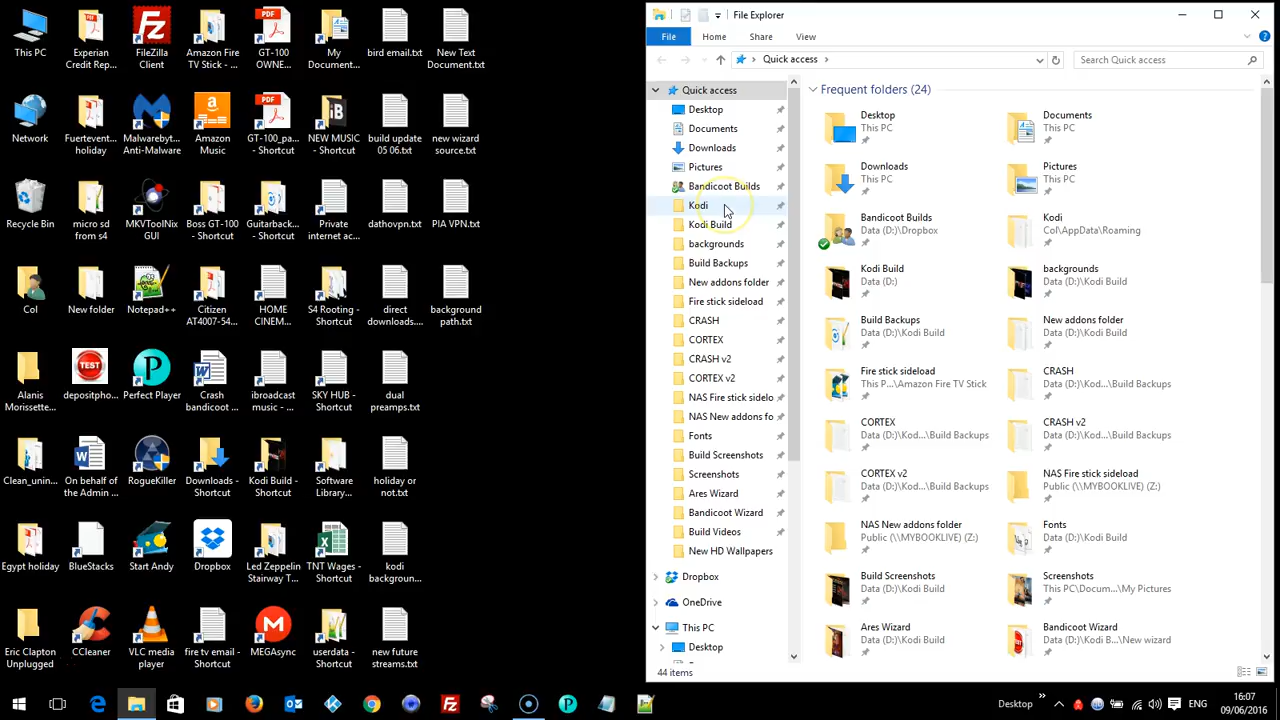 This PC
Experian
Credit Rep...
FileZilla
Client
Amazon Fire
TV Stick - ...
GT-100
OWNE...
My
Document...
bird email.txt
New Text
Document.txt
Network
Fuertevent...
holiday
Malwarebyt...
Anti-Malware
Amazon
Music
GT-100_pa...
- Shortcut
NEW MUSIC
- Shortcut
build update
05 06.txt
new wizard
source.txt
Recycle Bin
micro sd
from s4
MKVToolNix
GUI
Boss GT-100
- Shortcut
Guitarback...
- Shortcut
Private
internet ac...
dathovpn.txt
PIA VPN.txt
Col
New folder
Notepad++
Citizen
AT4007-54...
HOME
CINEM...
S4 Rooting -
Shortcut
direct
downloads....
background
path.txt
Alanis
Morissette...
TEST
depositpho...
Perfect Player
Crash
bandicoot ...
ibroadcast
music - ...
SKY HUB -
Shortcut
dual
preamps.txt
Clean_unin...
On behalf of
the Admin ...
RogueKiller
Downloads -
Shortcut
Kodi Build -
Shortcut
Software
Library...
holiday or
not.txt
Egypt holiday
BlueStacks
Start Andy
Dropbox
Led Zeppelin
Stairway T...
TNT Wages -
Shortcut
kodi
backgroun...
Eric Clapton
Unplugged
CCleaner
VLC media
player
fire tv email -
Shortcut
MEGAsync
userdata -
Shortcut
new future
streams.txt
File Explorer
File
Home
Share
View
Quick access
Search Quick access
Quick access
Desktop
Documents
Downloads
Pictures
Bandicoot Builds
Kodi
Kodi Build
backgrounds
Build Backups
New addons folder
Fire stick sideload
CRASH
CORTEX
CRASH v2
CORTEX v2
NAS Fire stick sidelo
NAS New addons fo
Fonts
Build Screenshots
Screenshots
Ares Wizard
Bandicoot Wizard
Build Videos
New HD Wallpapers
Dropbox
OneDrive
This PC
Desktop
Frequent folders (24)
Desktop
This PC
Documents
This PC
Downloads
This PC
Pictures
This PC
Bandicoot Builds
Data (D:)\Dropbox
Kodi
Col\AppData\Roaming
Kodi Build
Data (D:)
backgrounds
Data (D:)\Kodi Build
Build Backups
Data (D:)\Kodi Build
New addons folder
Data (D:)\Kodi Build
Fire stick sideload
This P...\Amazon Fire TV Stick
CRASH
Data (D:)\Kod...\Build Backups
CORTEX
Data (D:)\Kod...\Build Backups
CRASH v2
Data (D:)\Kod...\Build Backups
CORTEX v2
Data (D:)\Kod...\Build Backups
NAS Fire stick sideload
Public (\\MYBOOKLIVE) (Z:)
NAS New addons folder
Public (\\MYBOOKLIVE) (Z:)
Fonts
Data (D:)\Kodi Build
Build Screenshots
Data (D:)\Kodi Build
Screenshots
This PC\Docum...\My Pictures
Ares Wizard
Data (D:)\Kodi Build
Bandicoot Wizard
Data (D:)\Kodi B...\New wizard
44 items
Desktop
ENG
16:07
09/06/2016